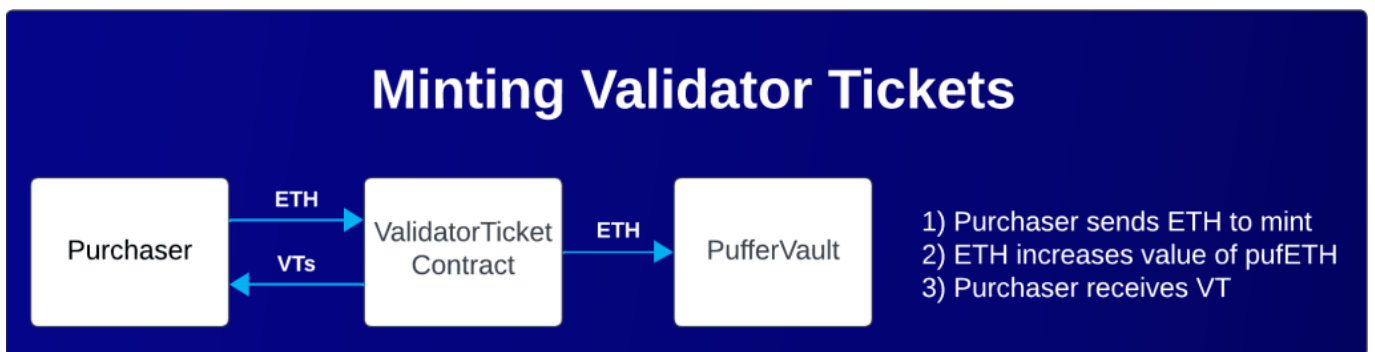 Minting Validator Tickets
Purchaser
ETH
VTs
ValidatorTicket
Contract
ETH
PufferVault
1) Purchaser sends ETH to mint
2) ETH increases value of pufETH
3) Purchaser receives VT